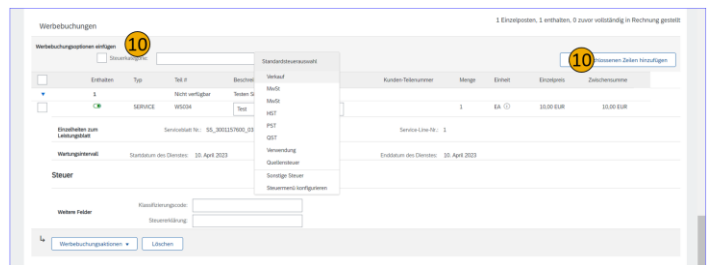 Werbebuchungen
1 Einzelposten, 1 enthalten, 0 zuvor vollständig in Rechnung gestellt
Werbebuchungsoptionen einfügen
10
Steuerkategorie:
Standardsteuerauswahl
10
hlossenen Zeilen hinzufügen
Enthalten Typ Teil # Beschrei Kunden-Teilenummer Menge Einheit Einzelpreis Zwischensumme
Verkauf
MwSt
MwSt
HST
PST
QST
Verwendung
Quellensteuer
Sonstige Steuer
Steuermenü konfigurieren
1 Nicht verfügbar Testen S
SERVICE WS034 Test 1 EA 10,00 EUR 10,00 EUR
Einzelheiten zum Leistungsblatt
Serviceblatt Nr.: SS_3001157600_03 Service-Line-Nr.: 1
Wartungsintervall Startdatum des Dienstes: 10. April 2023 Enddatum des Dienstes: 10. April 2023
Steuer
Weitere Felder
Klassifizierungscode:
Steuererklärung:
Werbebuchungsaktionen Löschen